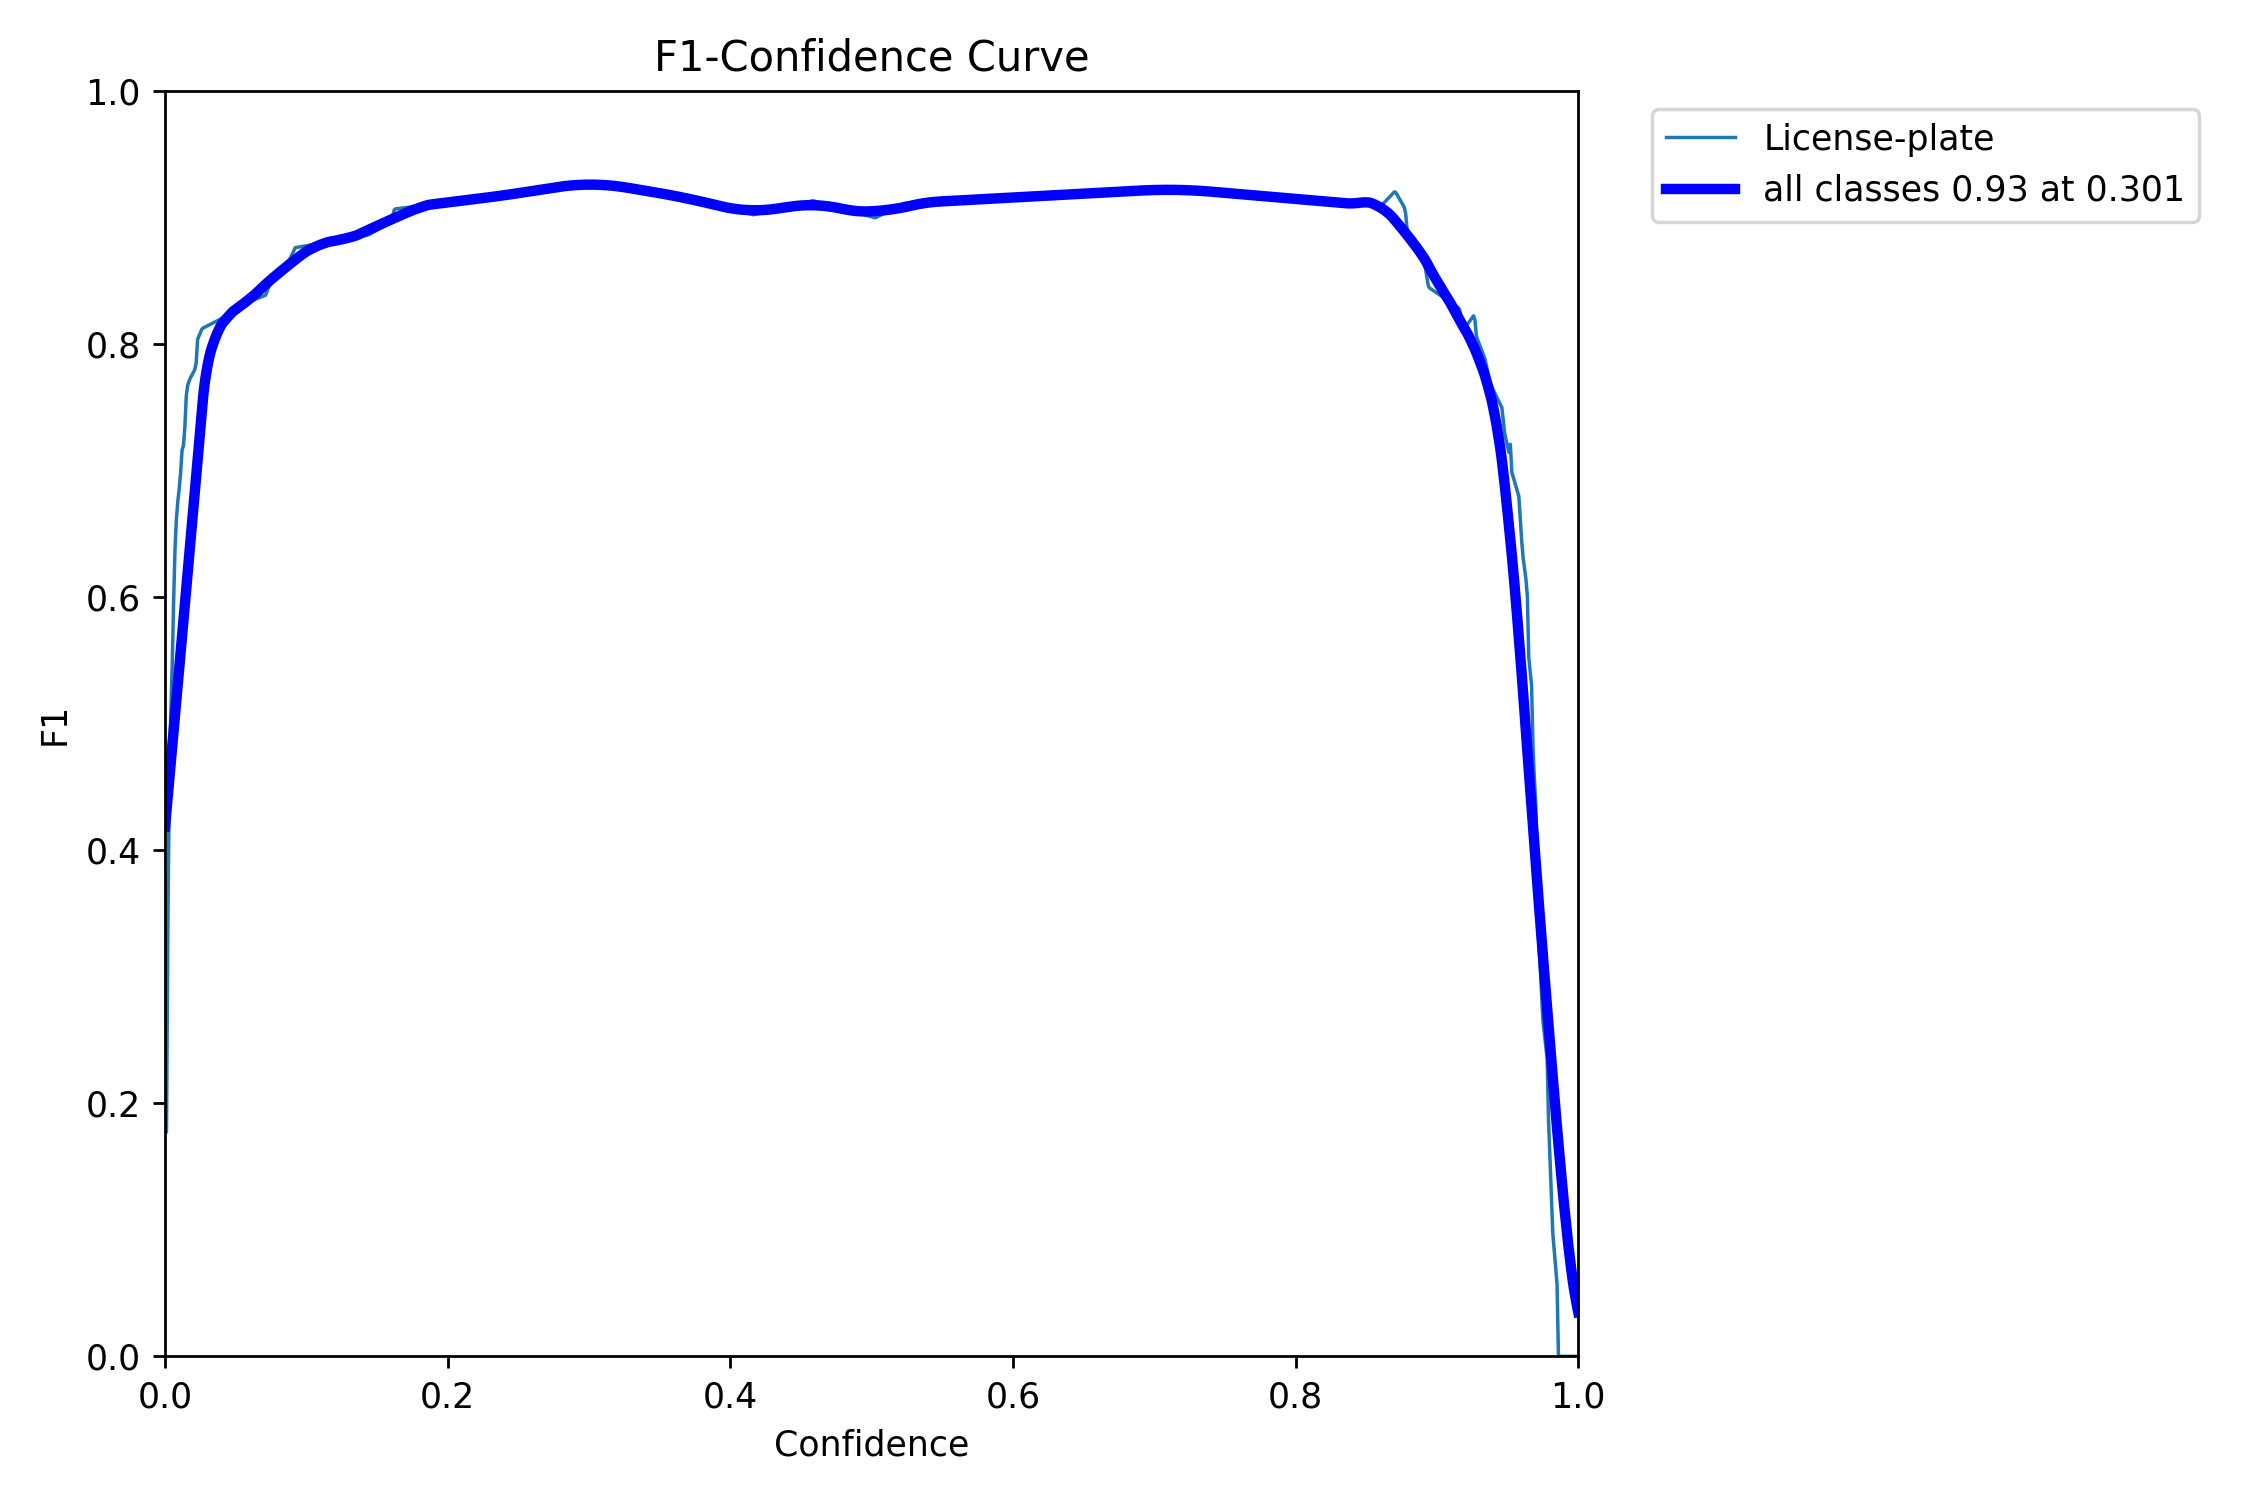 F1-Confidence Curve
License-plate
all classes 0.93 at 0.301
1.0
0.8
0.6
0.4
0.2
0.0
F1
0.0 0.2 0.4 0.6 0.8 1.0
Confidence